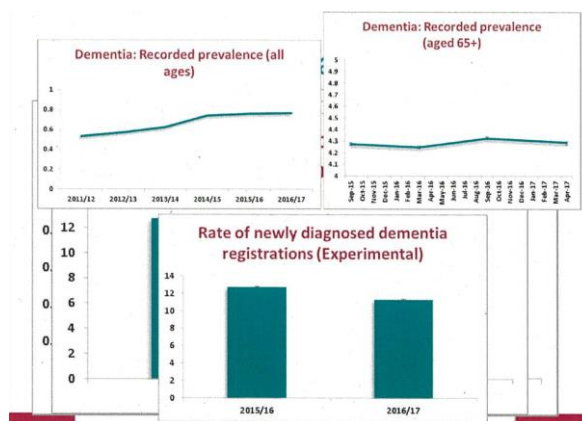 Dementia: Recorded prevalence (all
ages)
1
0.8
0.6
0.4
0.2
0
2011/12 2012/13 2013/14 2014/15 2015/16 2016/17
Dementia: Recorded prevalence
(aged 65+)
5
4.9
4.8
4.7
4.6
4.5
4.4
4.3
4.2
4.1
4
Sep-15
Oct-15
Nov-15
Dec-15
Jan-16
Feb-16
Mar-16
Apr-16
May-16
Jun-16
Jul-16
Aug-16
Sep-16
Oct-16
Nov-16
Dec-16
Jan-17
Feb-17
Mar-17
Apr-17
0.
0.
0.
0.
12
10
8
6
4
2
0
Rate of newly diagnosed dementia
registrations (Experimental)
14
12
10
8
6
4
2
0
2015/16 2016/17